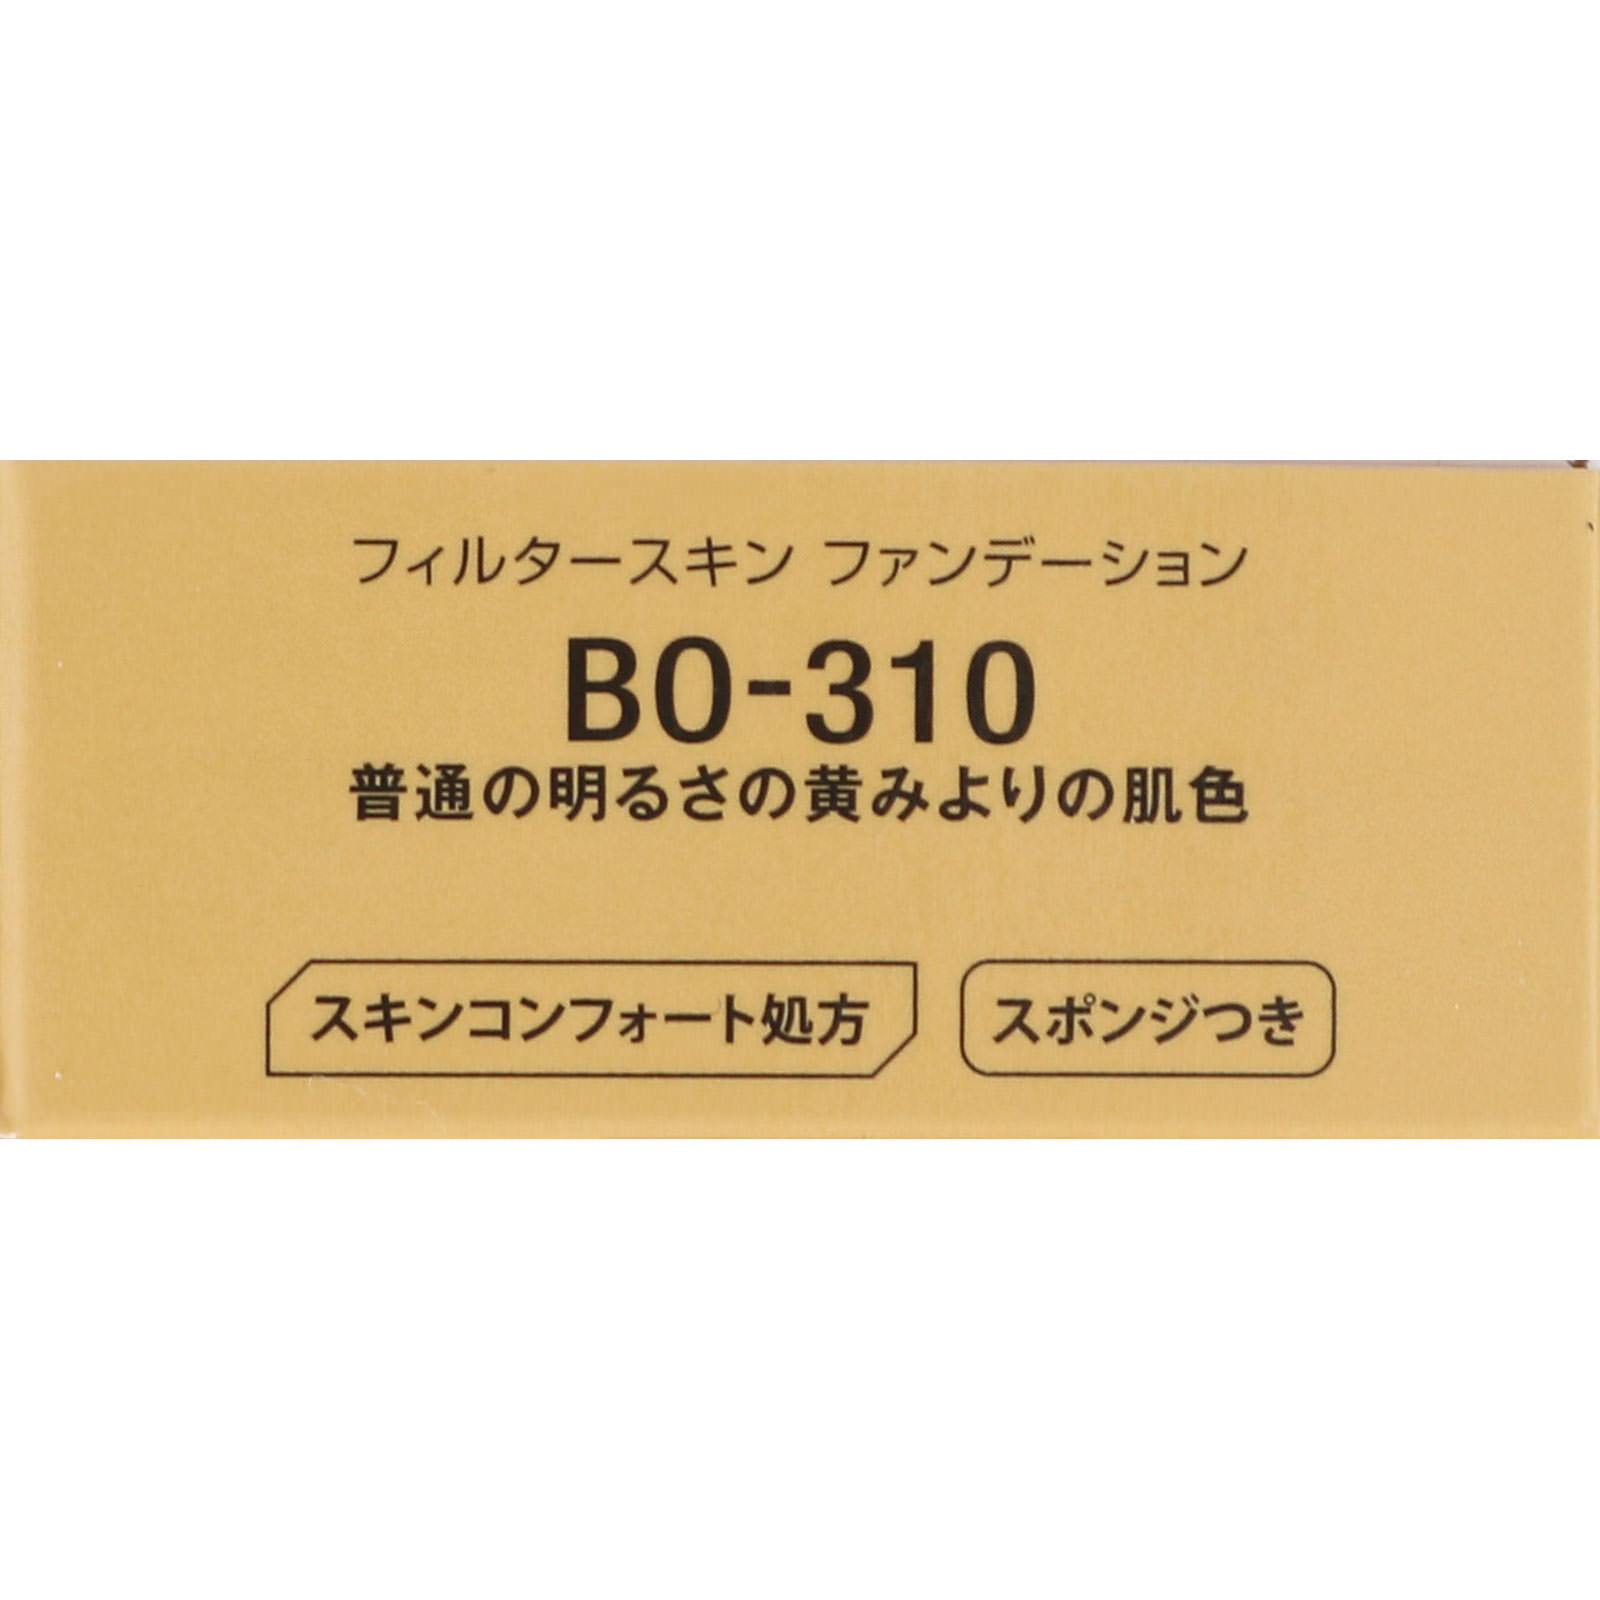 フィルタースキン ファンデーション
BO-310
普通の明るさの黄みよりの肌色
スキンコンフォート処方
スポンジつき